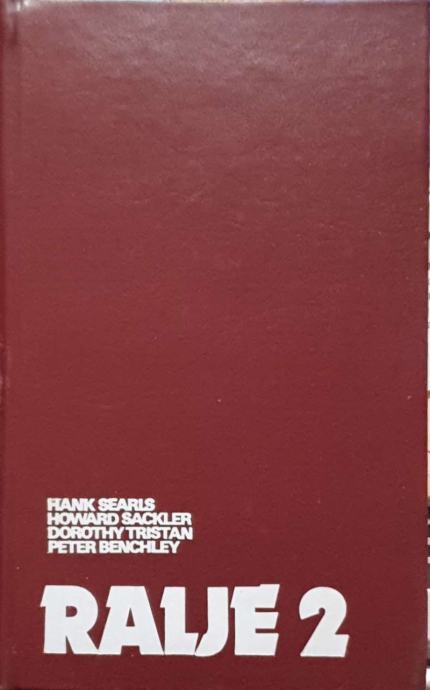 HANK SEARLS
HOWARD SACKLER
DOROTHY TRISTAN
PETER BENCHLEY
RALJE 2